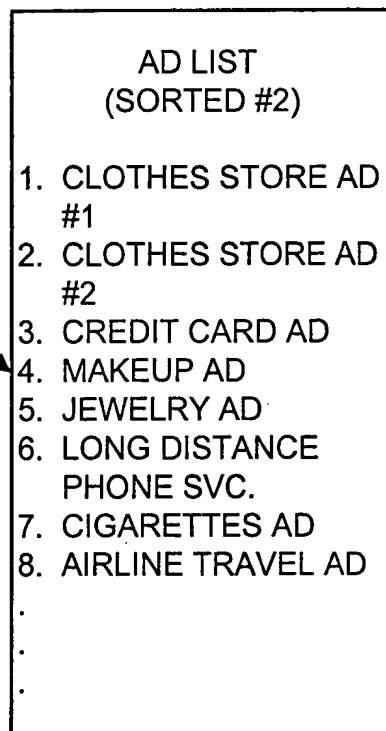 AD LIST
(SORTED #2)
1. CLOTHES STORE AD
#1
2. CLOTHES STORE AD
#2
3. CREDIT CARD AD
4. MAKEUP AD
5. JEWELRY AD
6. LONG DISTANCE
PHONE SVC.
7. CIGARETTES AD
8. AIRLINE TRAVEL AD
.
.
.